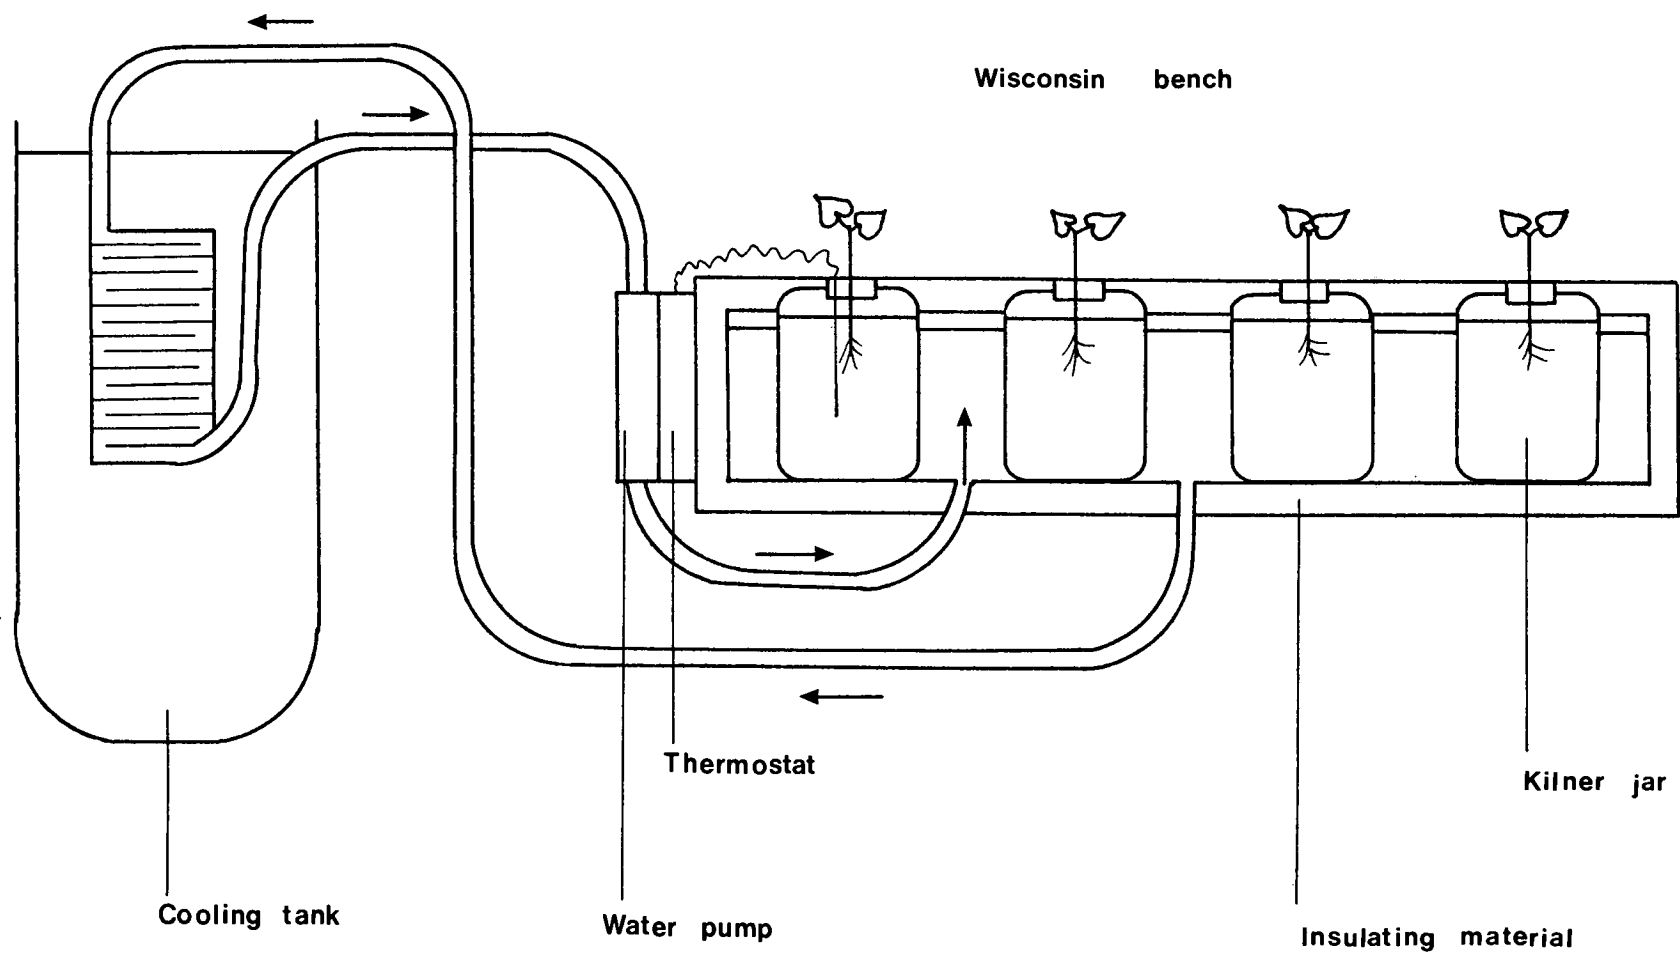 Wisconsin bench
Thermostat
Kilner jar
Cooling tank
Water pump
Insulating material